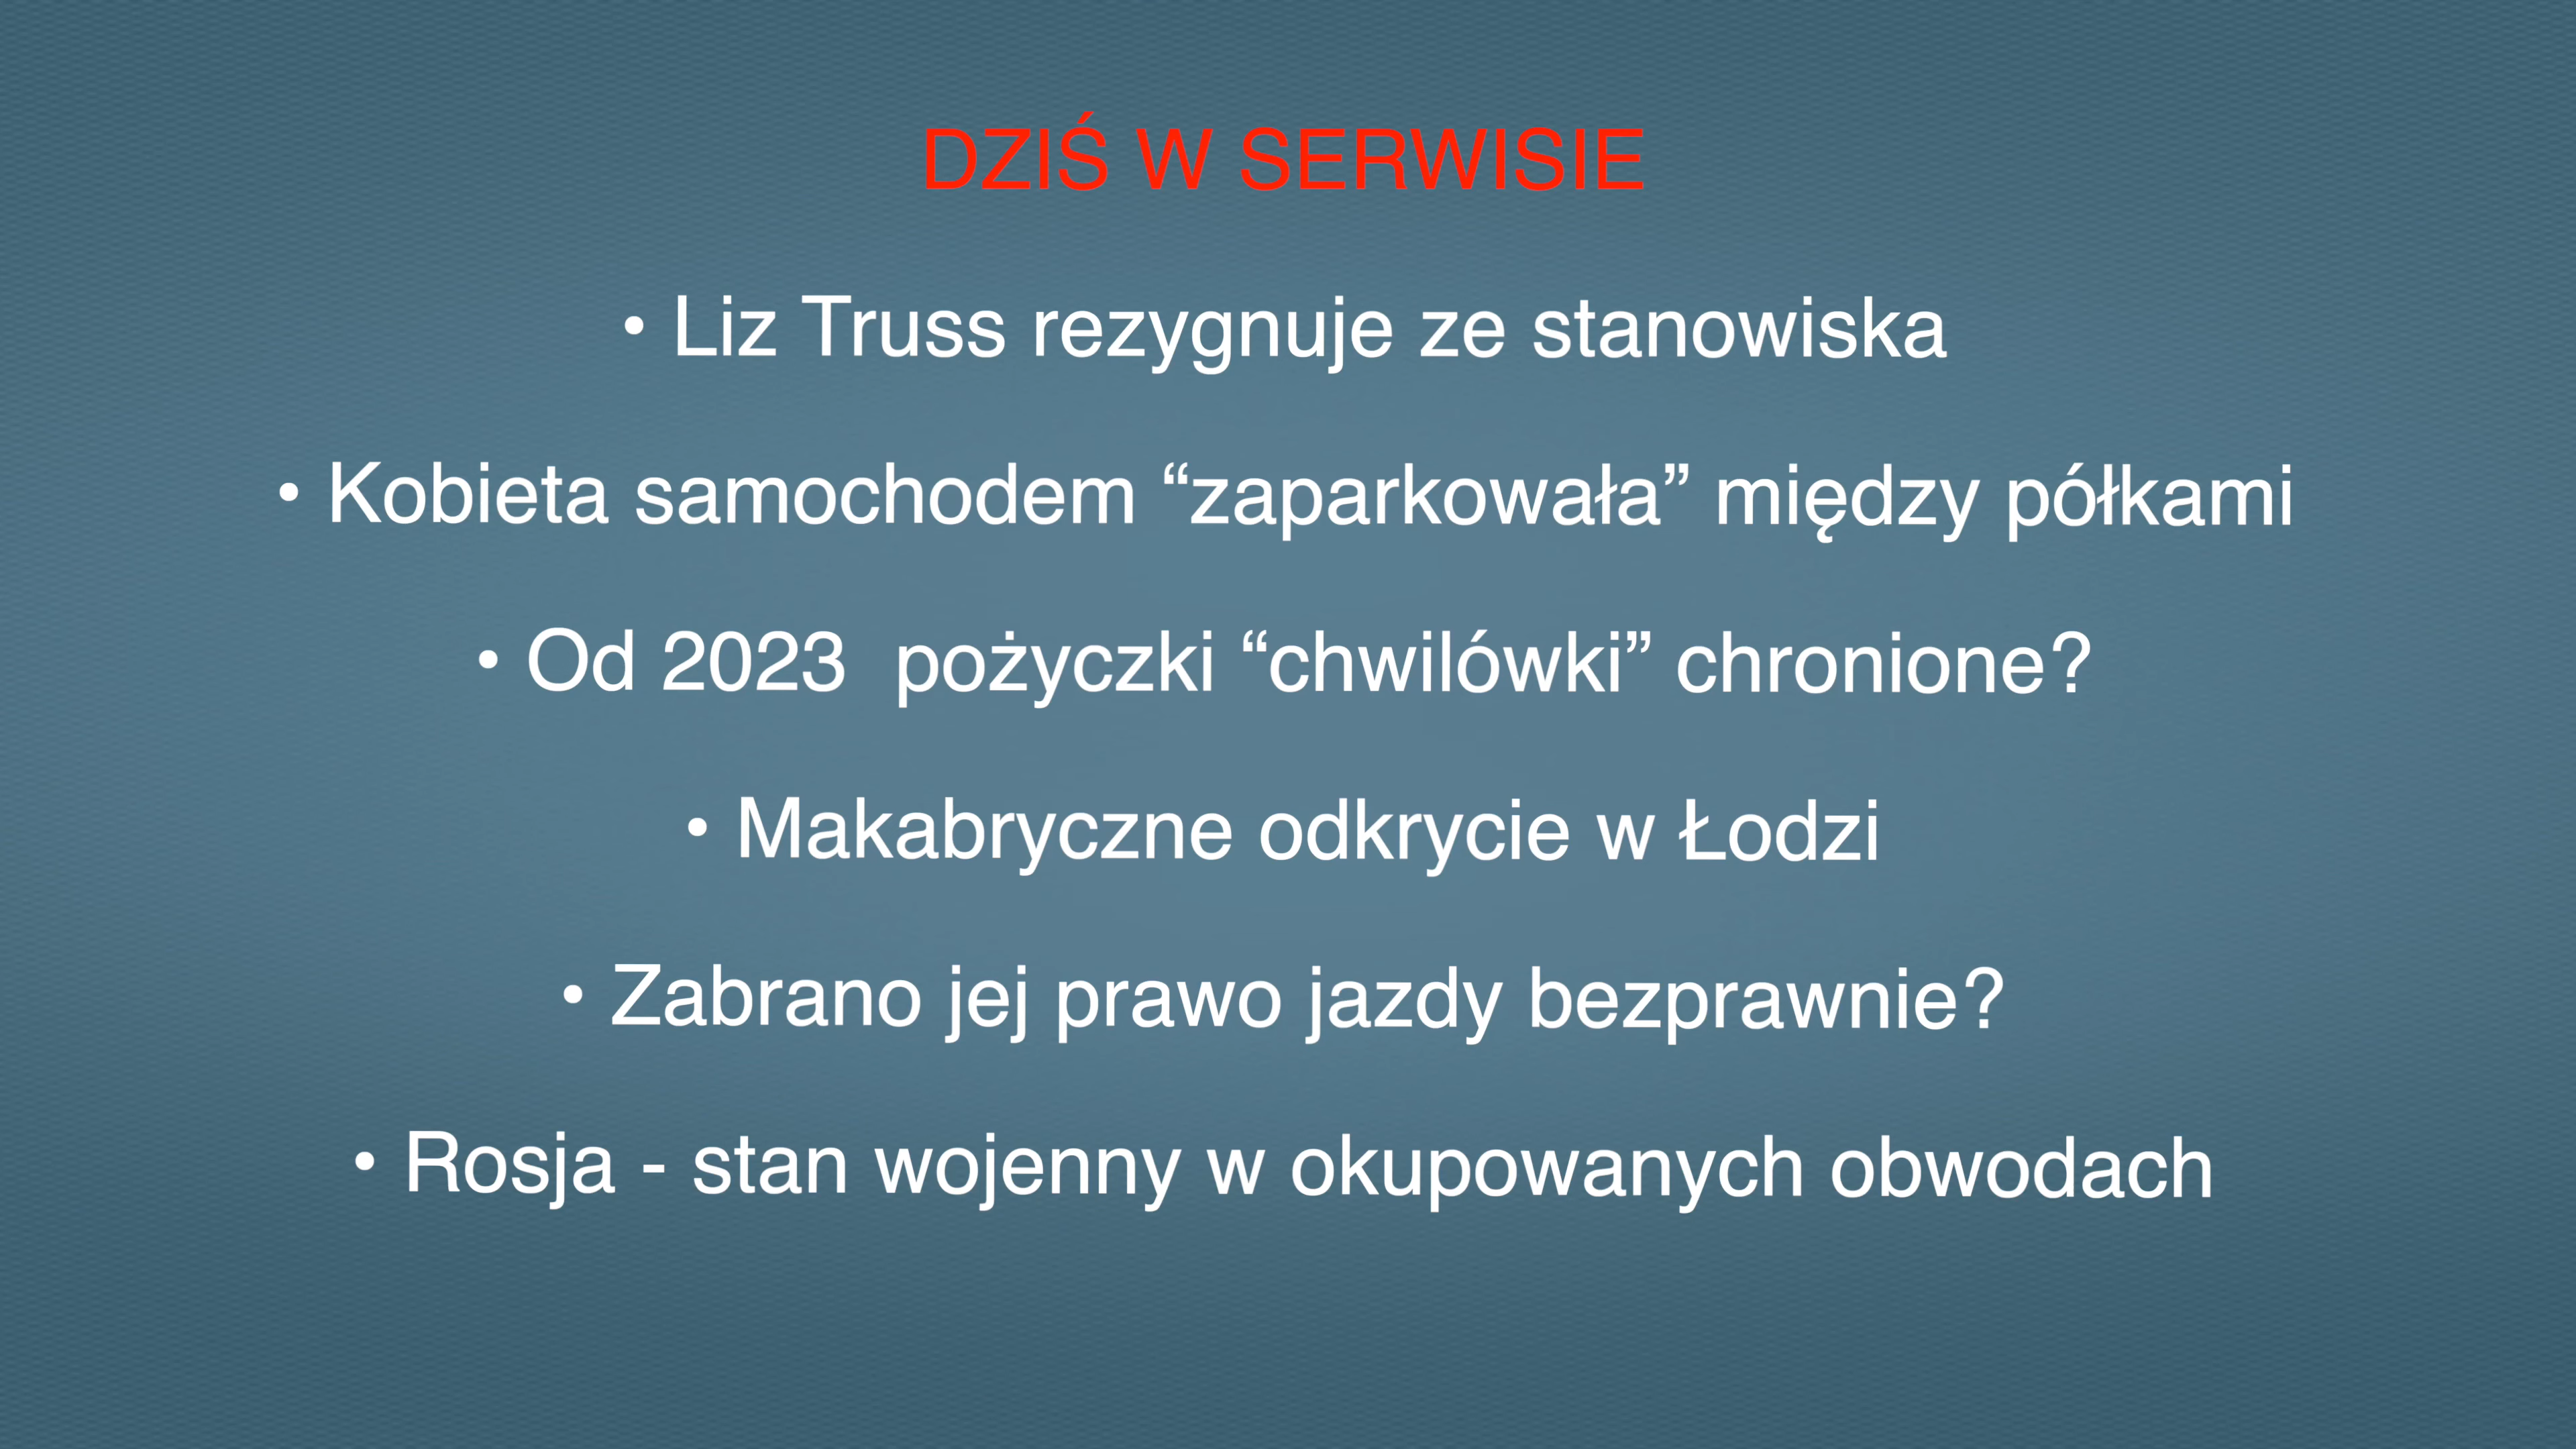 DZIŚ W SERWISIE
• Liz Truss rezygnuje ze stanowiska
• Kobieta samochodem “zaparkowała” między półkami
• Od 2023  pożyczki “chwilówki” chronione?
• Makabryczne odkrycie w Łodzi
• Zabrano jej prawo jazdy bezprawnie?
• Rosja - stan wojenny w okupowanych obwodach